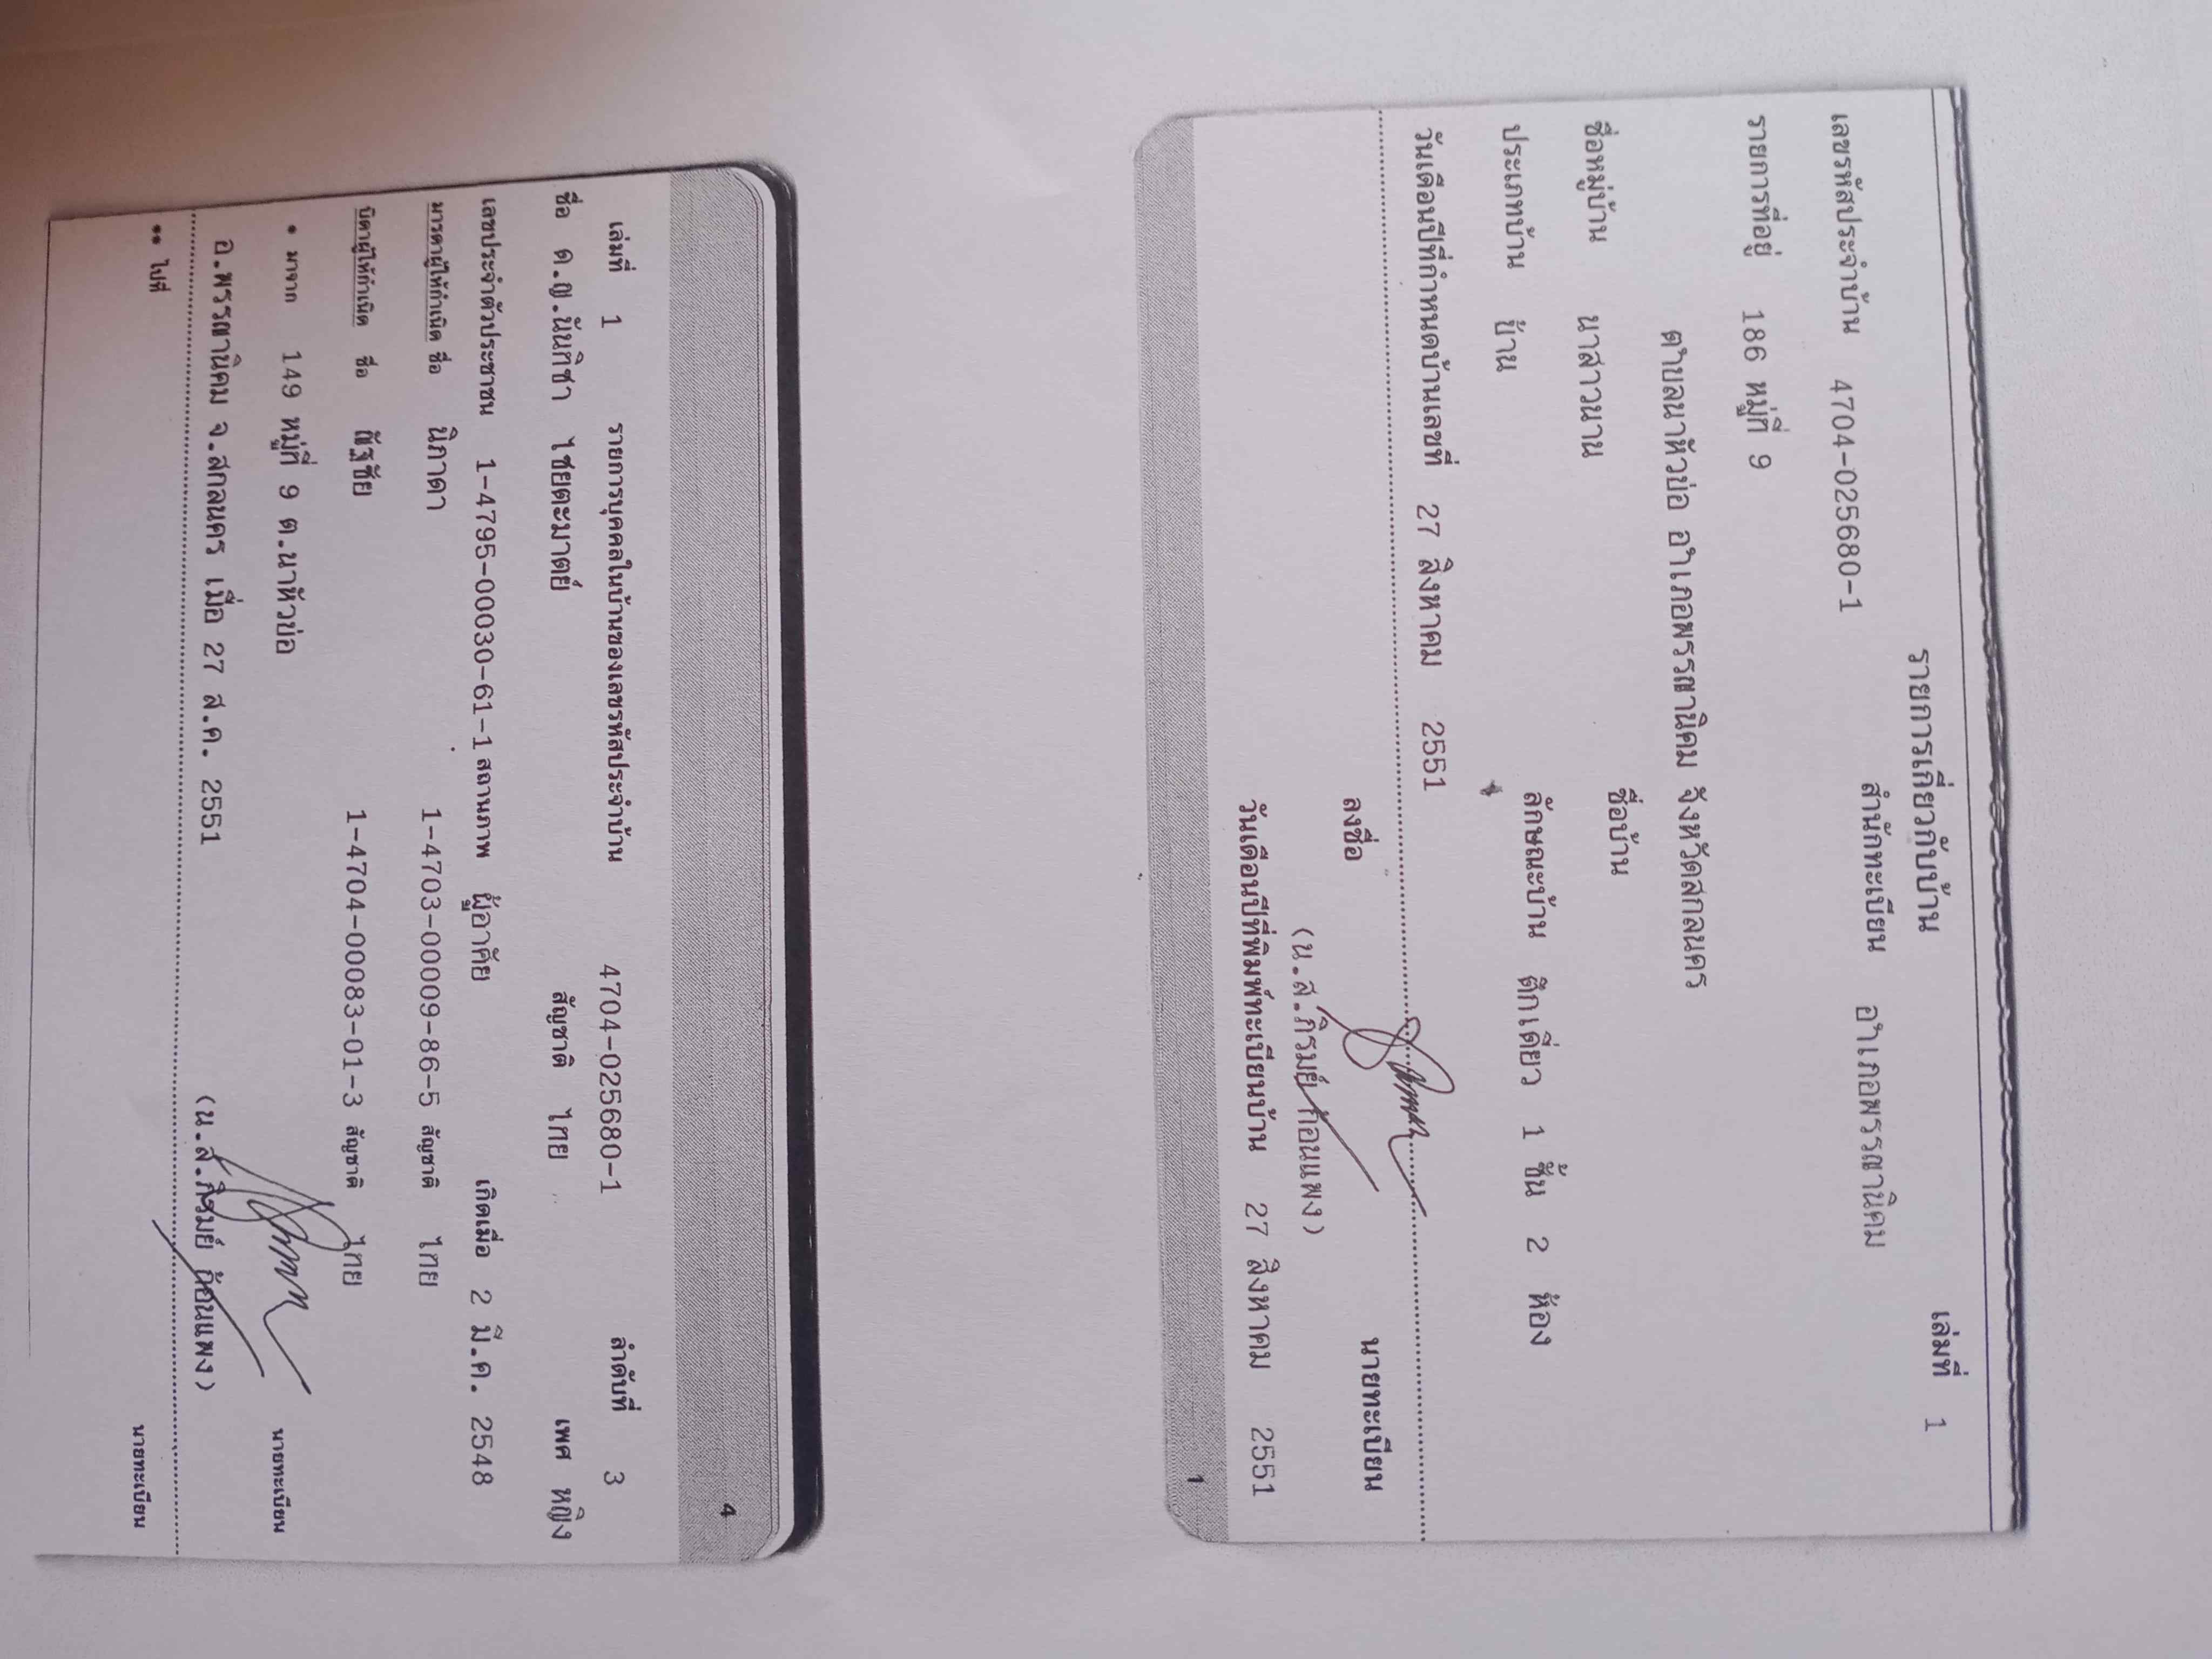 รายการเกี่ยวกับบ้าน เล่มที่ 1
เลขรหัสประจำบ้าน 4704-025680-1 สำนักทะเบียน อำเภอพรรณานิคม
รายการที่อยู่ 186 หมู่ที่ 9
ตำบลนาหัวบ่อ อำเภอพรรณานิคม จังหวัดสกลนคร
ชื่อหมู่บ้าน นาสาวนาน ชื่อบ้าน
ประเภทบ้าน บ้าน ลักษณะบ้าน ตึกเดี่ยว 1 ชั้น 2 ห้อง
วันเดือนปีที่กำหนดบ้านเลขที่ 27 สิงหาคม 2551
ลงชื่อ นายทะเบียน
(น.ส.ภิรมย์ ก้อนแพง)
วันเดือนปีที่พิมพ์ทะเบียนบ้าน 27 สิงหาคม 2551
1
4
เล่มที่ 1 รายการบุคคลในบ้านของเลขรหัสประจำบ้าน 4704-025680-1 ลำดับที่ 3
ชื่อ ด.ญ.นันทิชา ไชยตะมาตย์ สัญชาติ ไทย เพศ หญิง
เลขประจำตัวประชาชน 1-4795-00030-61-1 สถานภาพ ผู้อาศัย เกิดเมื่อ 2 มี.ค. 2548
มารดาผู้ให้กำเนิด ชื่อ นิภาดา 1-4703-00009-86-5 สัญชาติ ไทย
บิดาผู้ให้กำเนิด ชื่อ ณัฐชัย 1-4704-00083-01-3 สัญชาติ ไทย
* มาจาก 149 หมู่ที่ 9 ต.นาหัวบ่อ นายทะเบียน
อ.พรรณานิคม จ.สกลนคร เมื่อ 27 ส.ค. 2551 (น.ส.ภิรมย์ ก้อนแพง)
** ไปที่ นายทะเบียน